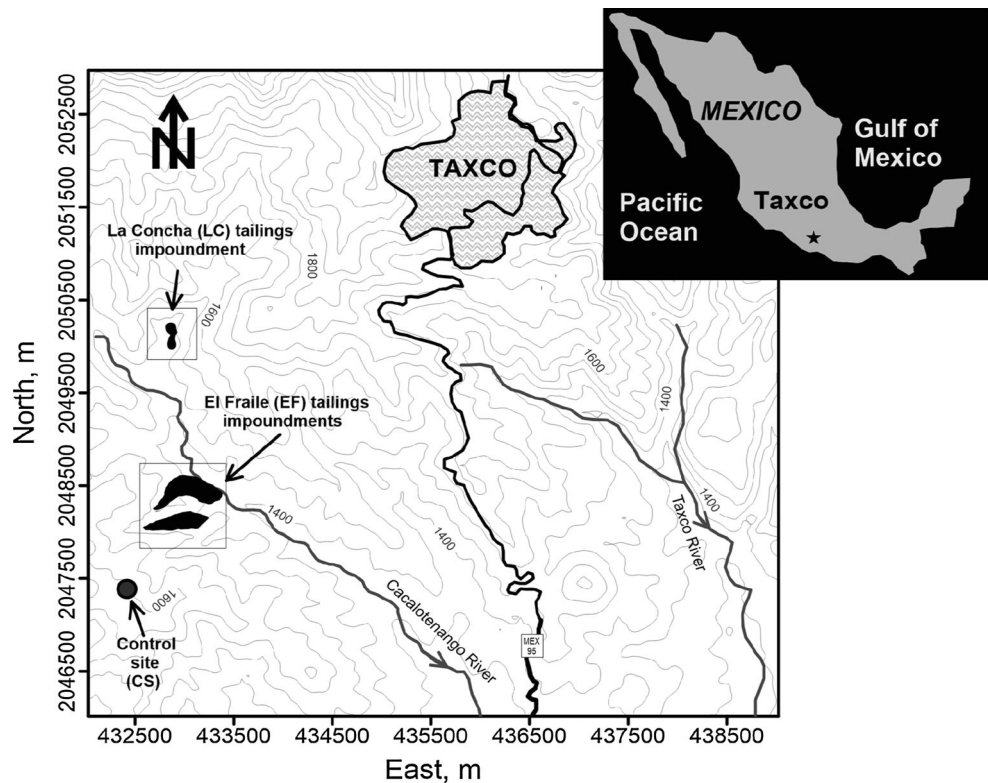 MEXICO
Gulf of
Mexico
Pacific
Ocean
Taxco
N
TAXCO
La Concha (LC) tailings
impoundment
1800
1600
1600
1400
El Fraile (EF) tailings
impoundments
1400
1400
1400
Taxco River
Cacalotenango River
1600
Control
site
(CS)
MEX
95
North, m
2052500
2051500
2050500
2049500
2048500
2047500
2046500
432500 433500 434500 435500 436500 437500 438500
East, m